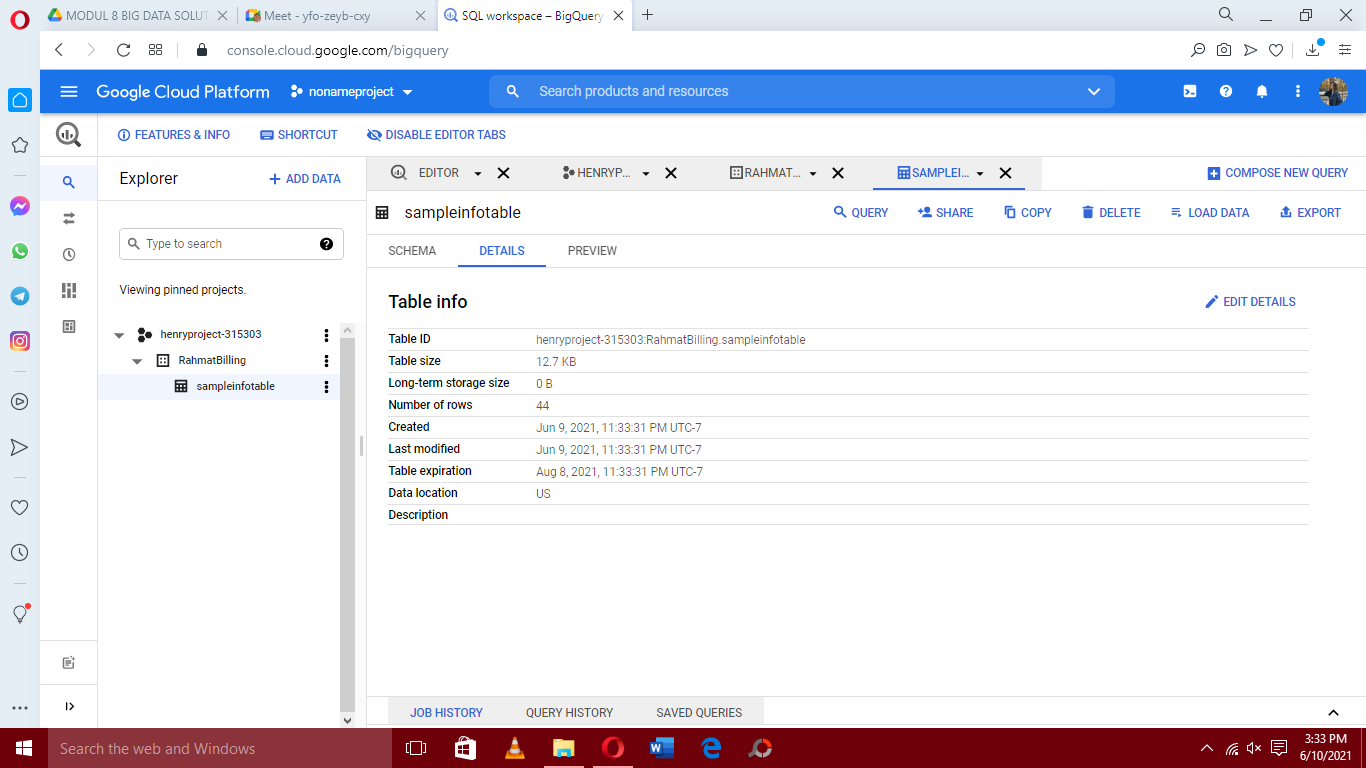 MODUL 8 BIG DATA SOLUT
Meet - yfo-zeyb-cxy
SQL workspace – BigQuery
console.cloud.google.com/bigquery
Google Cloud Platform
nonameproject
Search products and resources
FEATURES & INFO
SHORTCUT
DISABLE EDITOR TABS
Explorer
+ ADD DATA
EDITOR
HENRYP...
RAHMAT...
SAMPLEI...
COMPOSE NEW QUERY
sampleinfotable
QUERY
SHARE
COPY
DELETE
LOAD DATA
EXPORT
Type to search
SCHEMA
DETAILS
PREVIEW
Viewing pinned projects.
henryproject-315303
RahmatBilling
sampleinfotable
Table info
EDIT DETAILS
Table ID henryproject-315303:RahmatBilling.sampleinfotable
Table size 12.7 KB
Long-term storage size 0 B
Number of rows 44
Created Jun 9, 2021, 11:33:31 PM UTC-7
Last modified Jun 9, 2021, 11:33:31 PM UTC-7
Table expiration Aug 8, 2021, 11:33:31 PM UTC-7
Data location US
Description
JOB HISTORY
QUERY HISTORY
SAVED QUERIES
Search the web and Windows
3:33 PM
6/10/2021